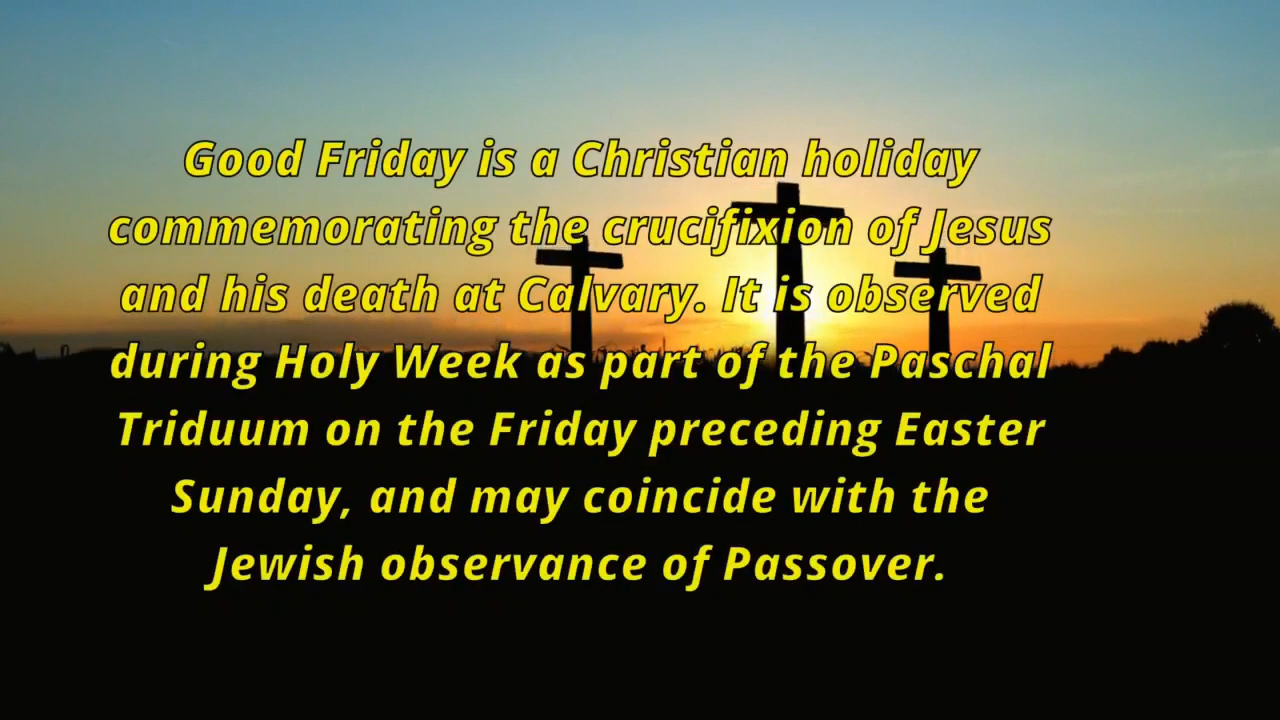 Good Friday is a Christian holiday
commemorating the crucifixion of Jesus
and his death at Calvary. It is observed
during Holy Week as part of the Paschal
Triduum on the Friday preceding Easter
Sunday, and may coincide with the
Jewish observance of Passover.